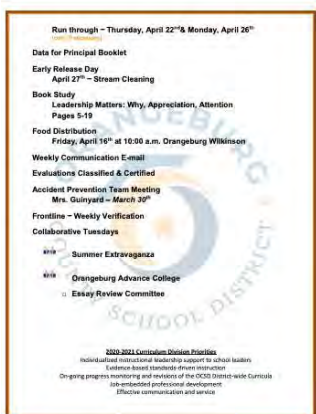 Run through – Thursday, April 22nd & Monday, April 26th
Data for Principal Booklet
Early Release Day
April 27th – Stream Cleaning
Book Study
Leadership Matters: Why, Appreciation, Attention
Pages 5-19
Food Distribution
Friday, April 16th at 10:00 a.m. Orangeburg Wilkinson
Weekly Communication E-mail
Evaluations Classified & Certified
Accident Prevention Team Meeting
Mrs. Guinyard – March 30th
Frontline – Weekly Verification
Collaborative Tuesdays
Summer Extravaganza
Orangeburg Advance College
Essay Review Committee
ORANGEBURG COUNTY SCHOOL DISTRICT
2020-2021 Curriculum Division Priorities
Individualized instructional leadership support to school leaders
Evidence-based standards-driven instruction
On-going progress monitoring and revisions of the OCSD District-wide Curricula
Job-embedded professional development
Effective communication and service